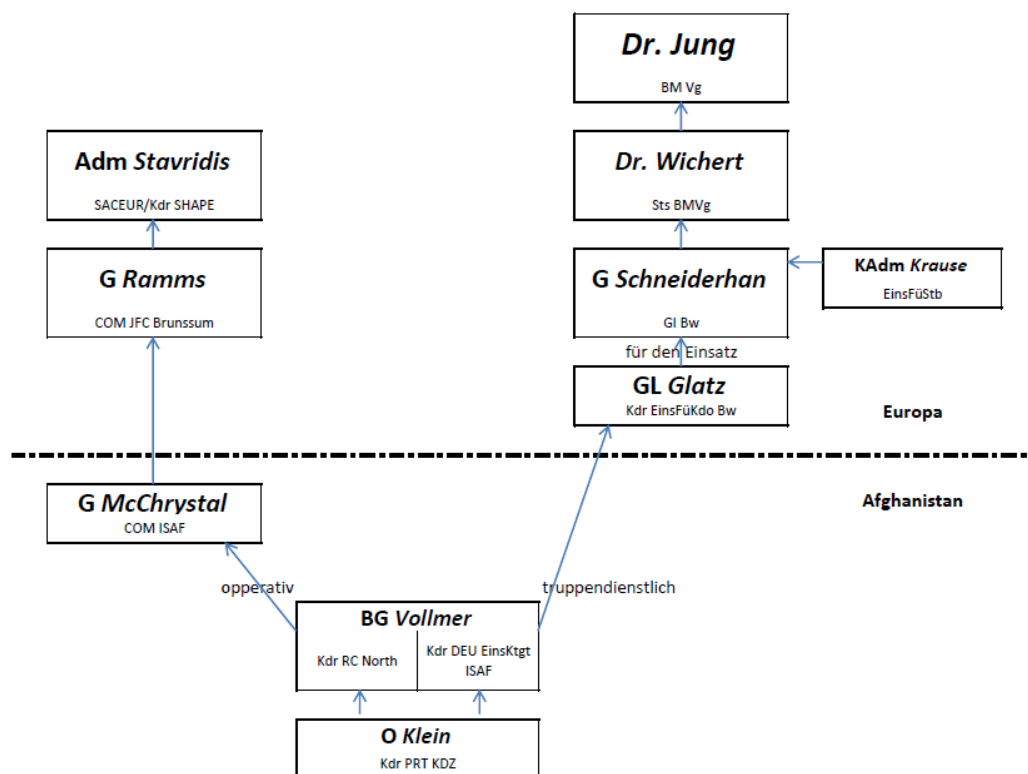 Dr. Jung
BM Vg
Adm Stavridis
SACEUR/Kdr SHAPE
Dr. Wichert
Sts BMVg
G Ramms
COM JFC Brunssum
G Schneiderhan
GI Bw
KAdm Krause
EinsFüStb
für den Einsatz
GL Glatz
Kdr EinsFüKdo Bw
Europa
G McChrystal
COM ISAF
Afghanistan
opperativ
truppendienstlich
BG Vollmer
Kdr RC North
Kdr DEU EinsKtgt
ISAF
O Klein
Kdr PRT KDZ